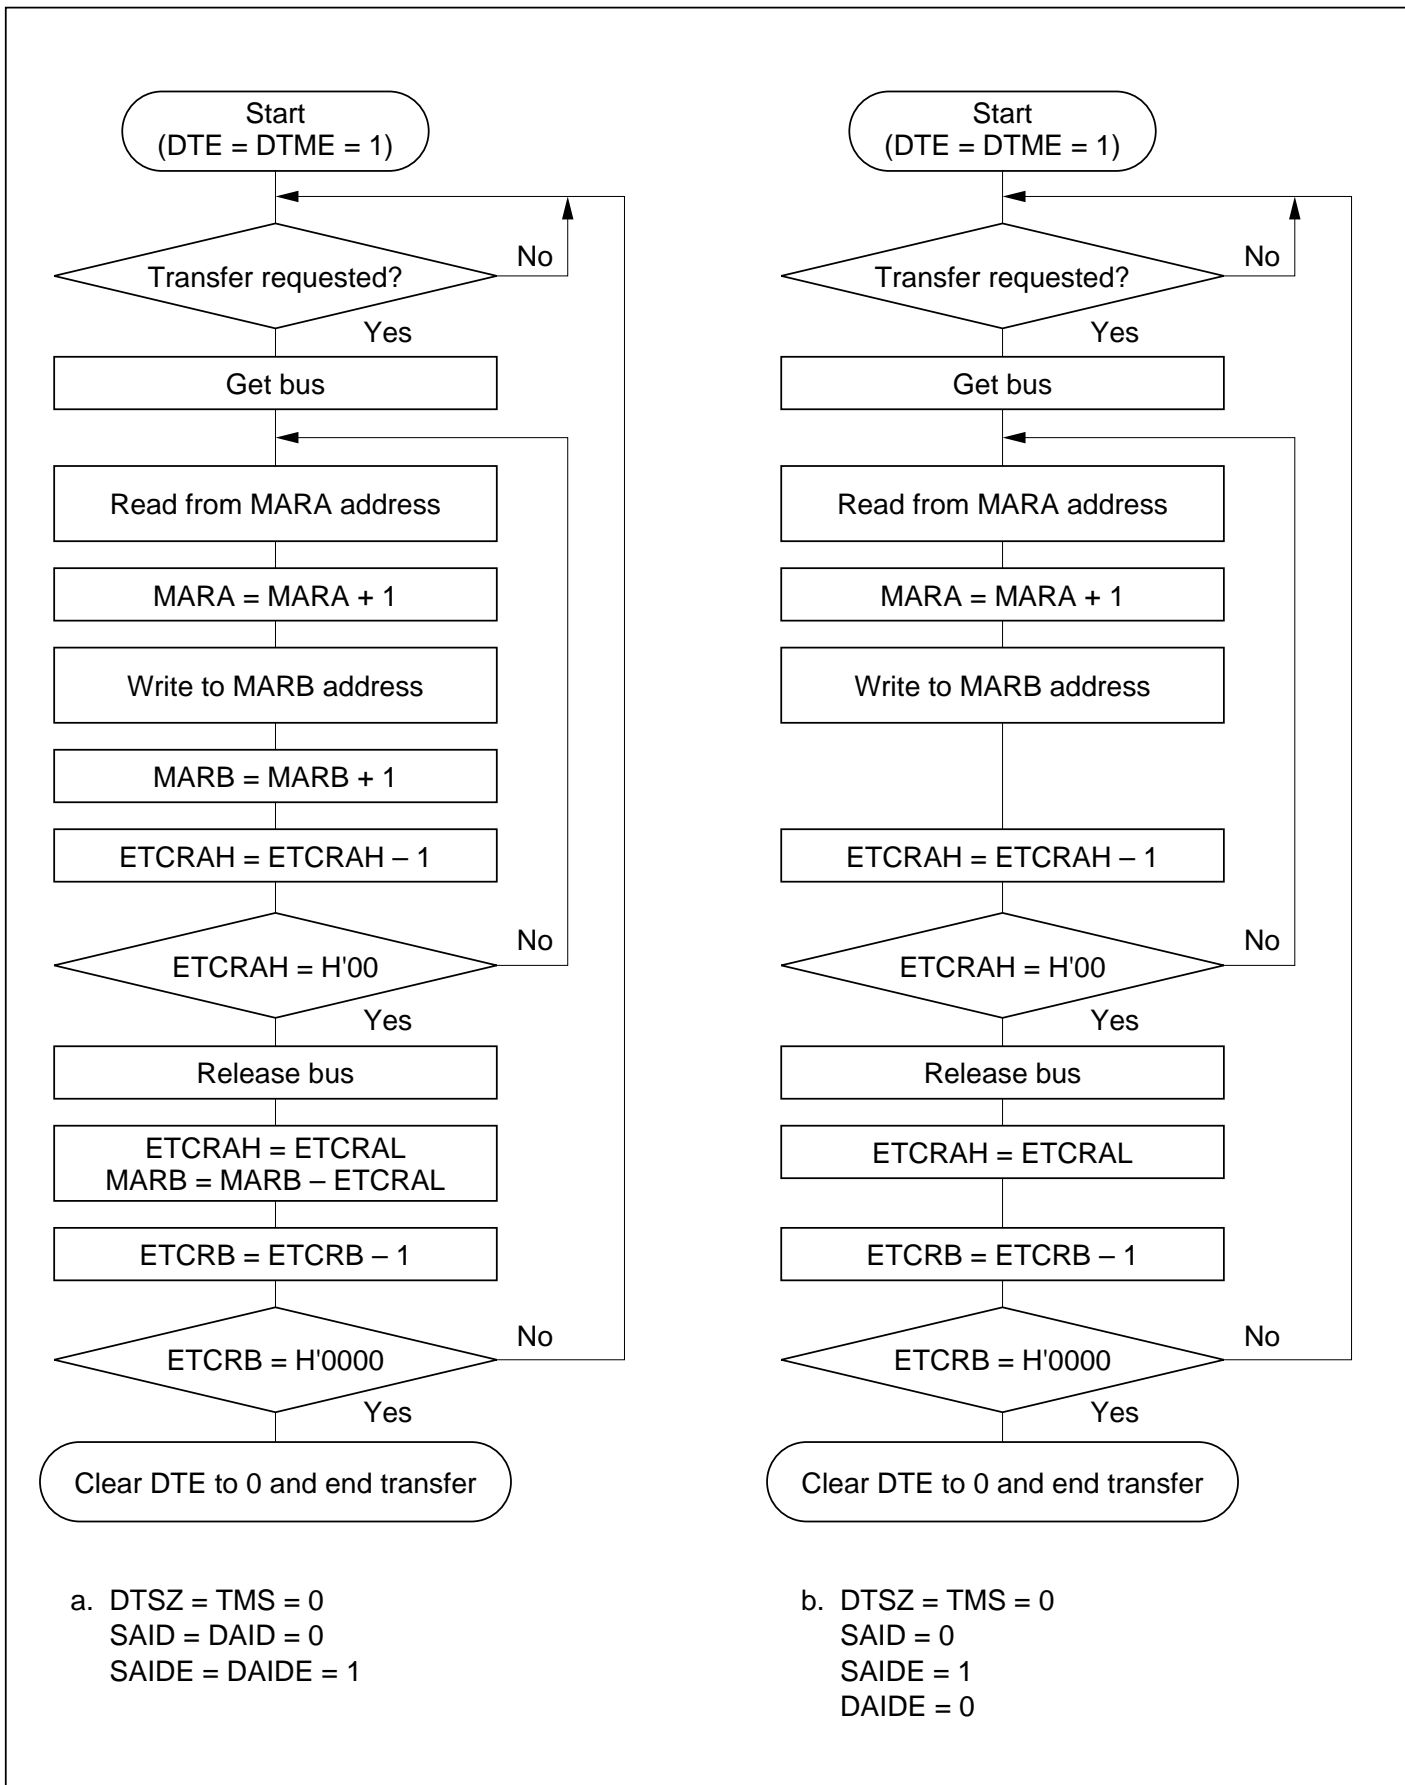 Start
(DTE = DTME = 1)
Transfer requested?
No
Yes
Get bus
Read from MARA address
MARA = MARA + 1
Write to MARB address
MARB = MARB + 1
ETCRAH = ETCRAH – 1
ETCRAH = H'00
No
Yes
Release bus
ETCRAH = ETCRAL
MARB = MARB – ETCRAL
ETCRB = ETCRB – 1
ETCRB = H'0000
No
Yes
Clear DTE to 0 and end transfer
a. DTSZ = TMS = 0
SAID = DAID = 0
SAIDE = DAIDE = 1
Start
(DTE = DTME = 1)
Transfer requested?
No
Yes
Get bus
Read from MARA address
MARA = MARA + 1
Write to MARB address
ETCRAH = ETCRAH – 1
ETCRAH = H'00
No
Yes
Release bus
ETCRAH = ETCRAL
ETCRB = ETCRB – 1
ETCRB = H'0000
No
Yes
Clear DTE to 0 and end transfer
b. DTSZ = TMS = 0
SAID = 0
SAIDE = 1
DAIDE = 0